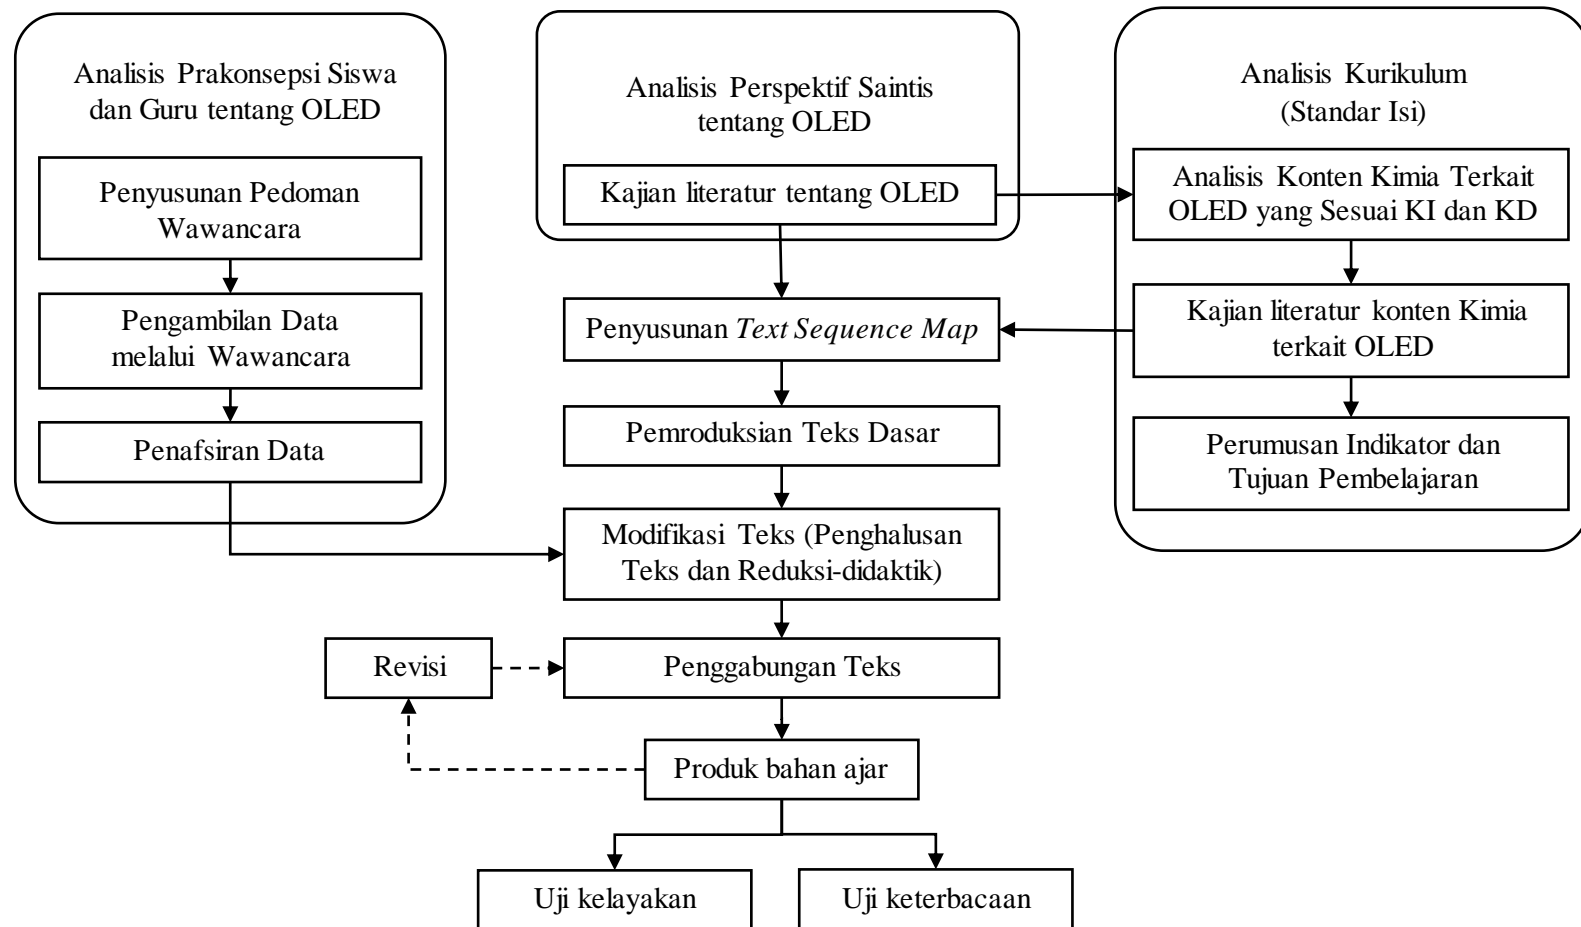 Analisis Prakonsepsi Siswa
dan Guru tentang OLED
Penyusunan Pedoman
Wawancara
Pengambilan Data
melalui Wawancara
Penafsiran Data
Analisis Perspektif Saintis
tentang OLED
Kajian literatur tentang OLED
Analisis Kurikulum
(Standar Isi)
Analisis Konten Kimia Terkait
OLED yang Sesuai KI dan KD
Kajian literatur konten Kimia
terkait OLED
Perumusan Indikator dan
Tujuan Pembelajaran
Penyusunan Text Sequence Map
Pemroduksian Teks Dasar
Modifikasi Teks (Penghalusan
Teks dan Reduksi-didaktik)
Revisi
Penggabungan Teks
Produk bahan ajar
Uji kelayakan
Uji keterbacaan